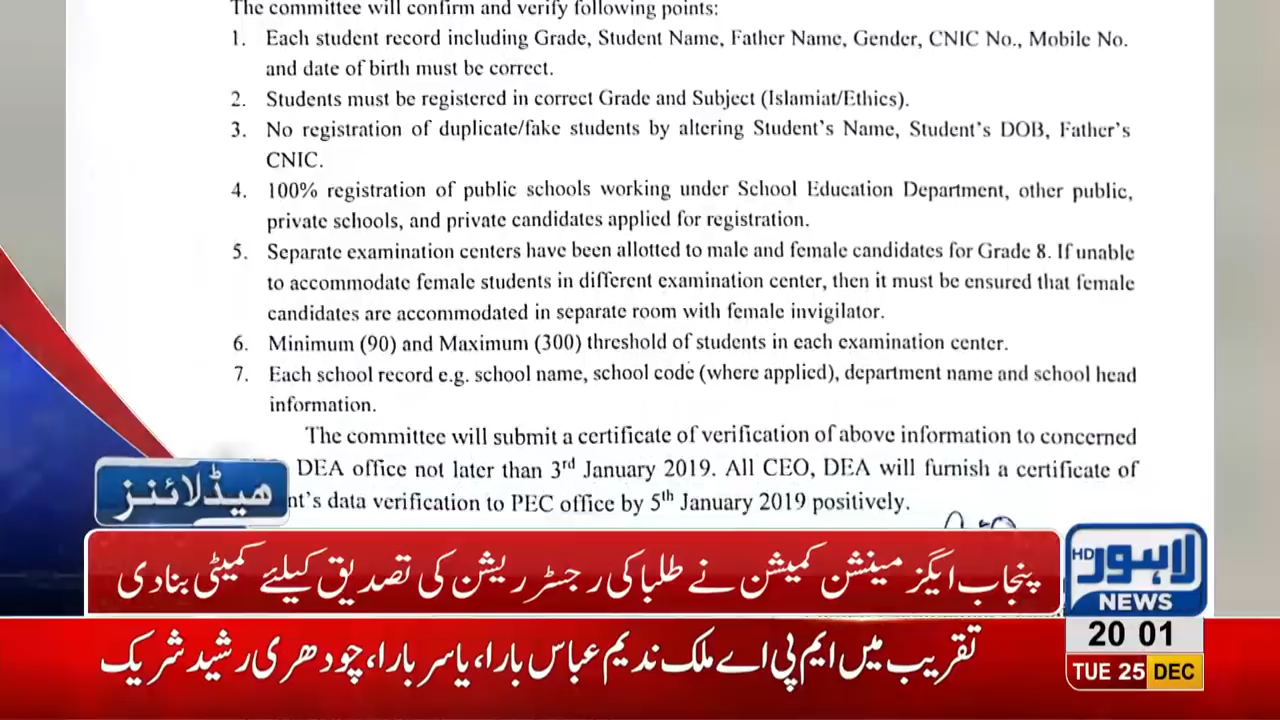 The committee will confirm and verify following points:
1. Each student record including Grade, Student Name, Father Name, Gender, CNIC No., Mobile No.
and date of birth must be correct.
2. Students must be registered in correct Grade and Subject (Islamiat/Ethics).
3. No registration of duplicate/fake students by altering Student's Name, Student's DOB, Father's
CNIC.
4. 100% registration of public schools working under School Education Department, other public,
private schools, and private candidates applied for registration.
5. Separate examination centers have been allotted to male and female candidates for Grade 8. If unable
to accommodate female students in different examination center, then it must be ensured that female
candidates are accommodated in separate room with female invigilator.
6. Minimum (90) and Maximum (300) threshold of students in each examination center.
7. Each school record e.g. school name, school code (where applied), department name and school head
information.
The committee will submit a certificate of verification of above information to concerned
DEA office not later than 3rd January 2019. All CEO, DEA will furnish a certificate of
nt's data verification to PEC office by 5th January 2019 positively.
ہیڈلائنز
پنجاب ایگزمینشن کمیشن نے طلبا کی رجسٹریشن کی تصدیق کیلئے کمیٹی بنادی
HD لاہور
NEWS
20 01
TUE 25 DEC
تقریب میں ایم پی اے ملک ندیم عباس بارا، یاسر بارا، چودھری رشید شریک